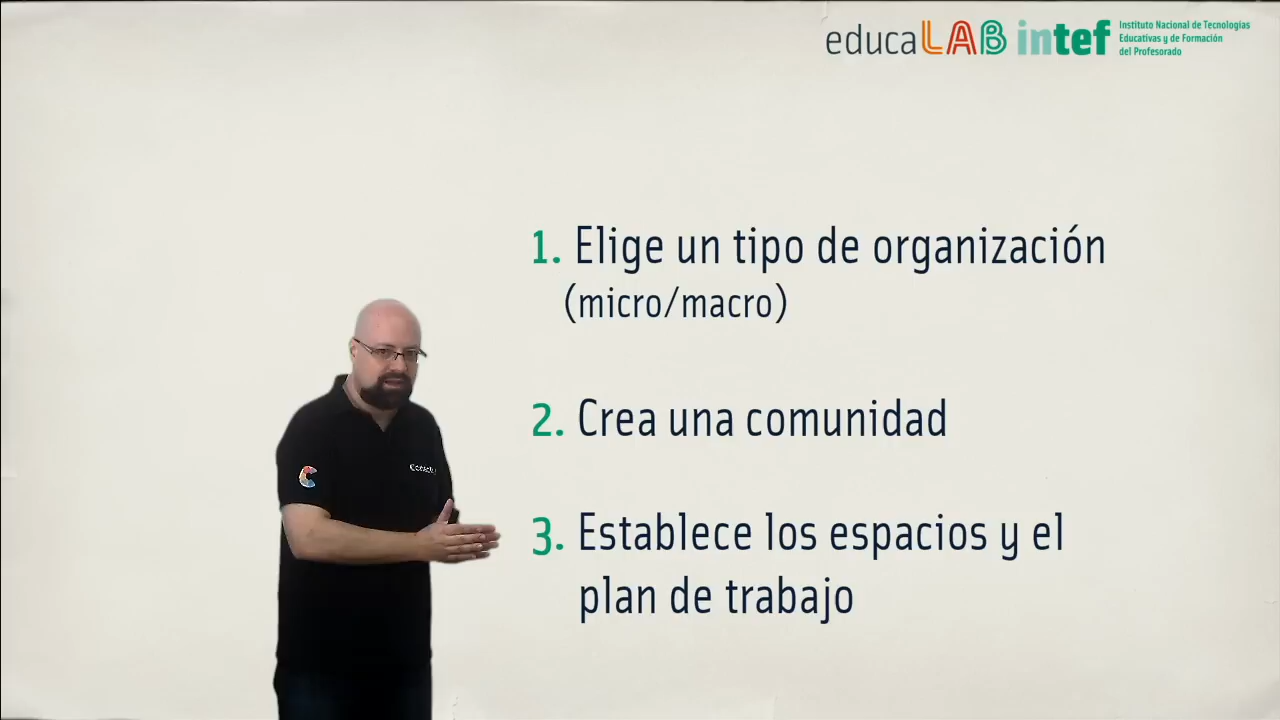 educaLAB intef
Instituto Nacional de Tecnologías
Educativas y de Formación
del Profesorado
1. Elige un tipo de organización
(micro/macro)
2. Crea una comunidad
3. Establece los espacios y el
plan de trabajo